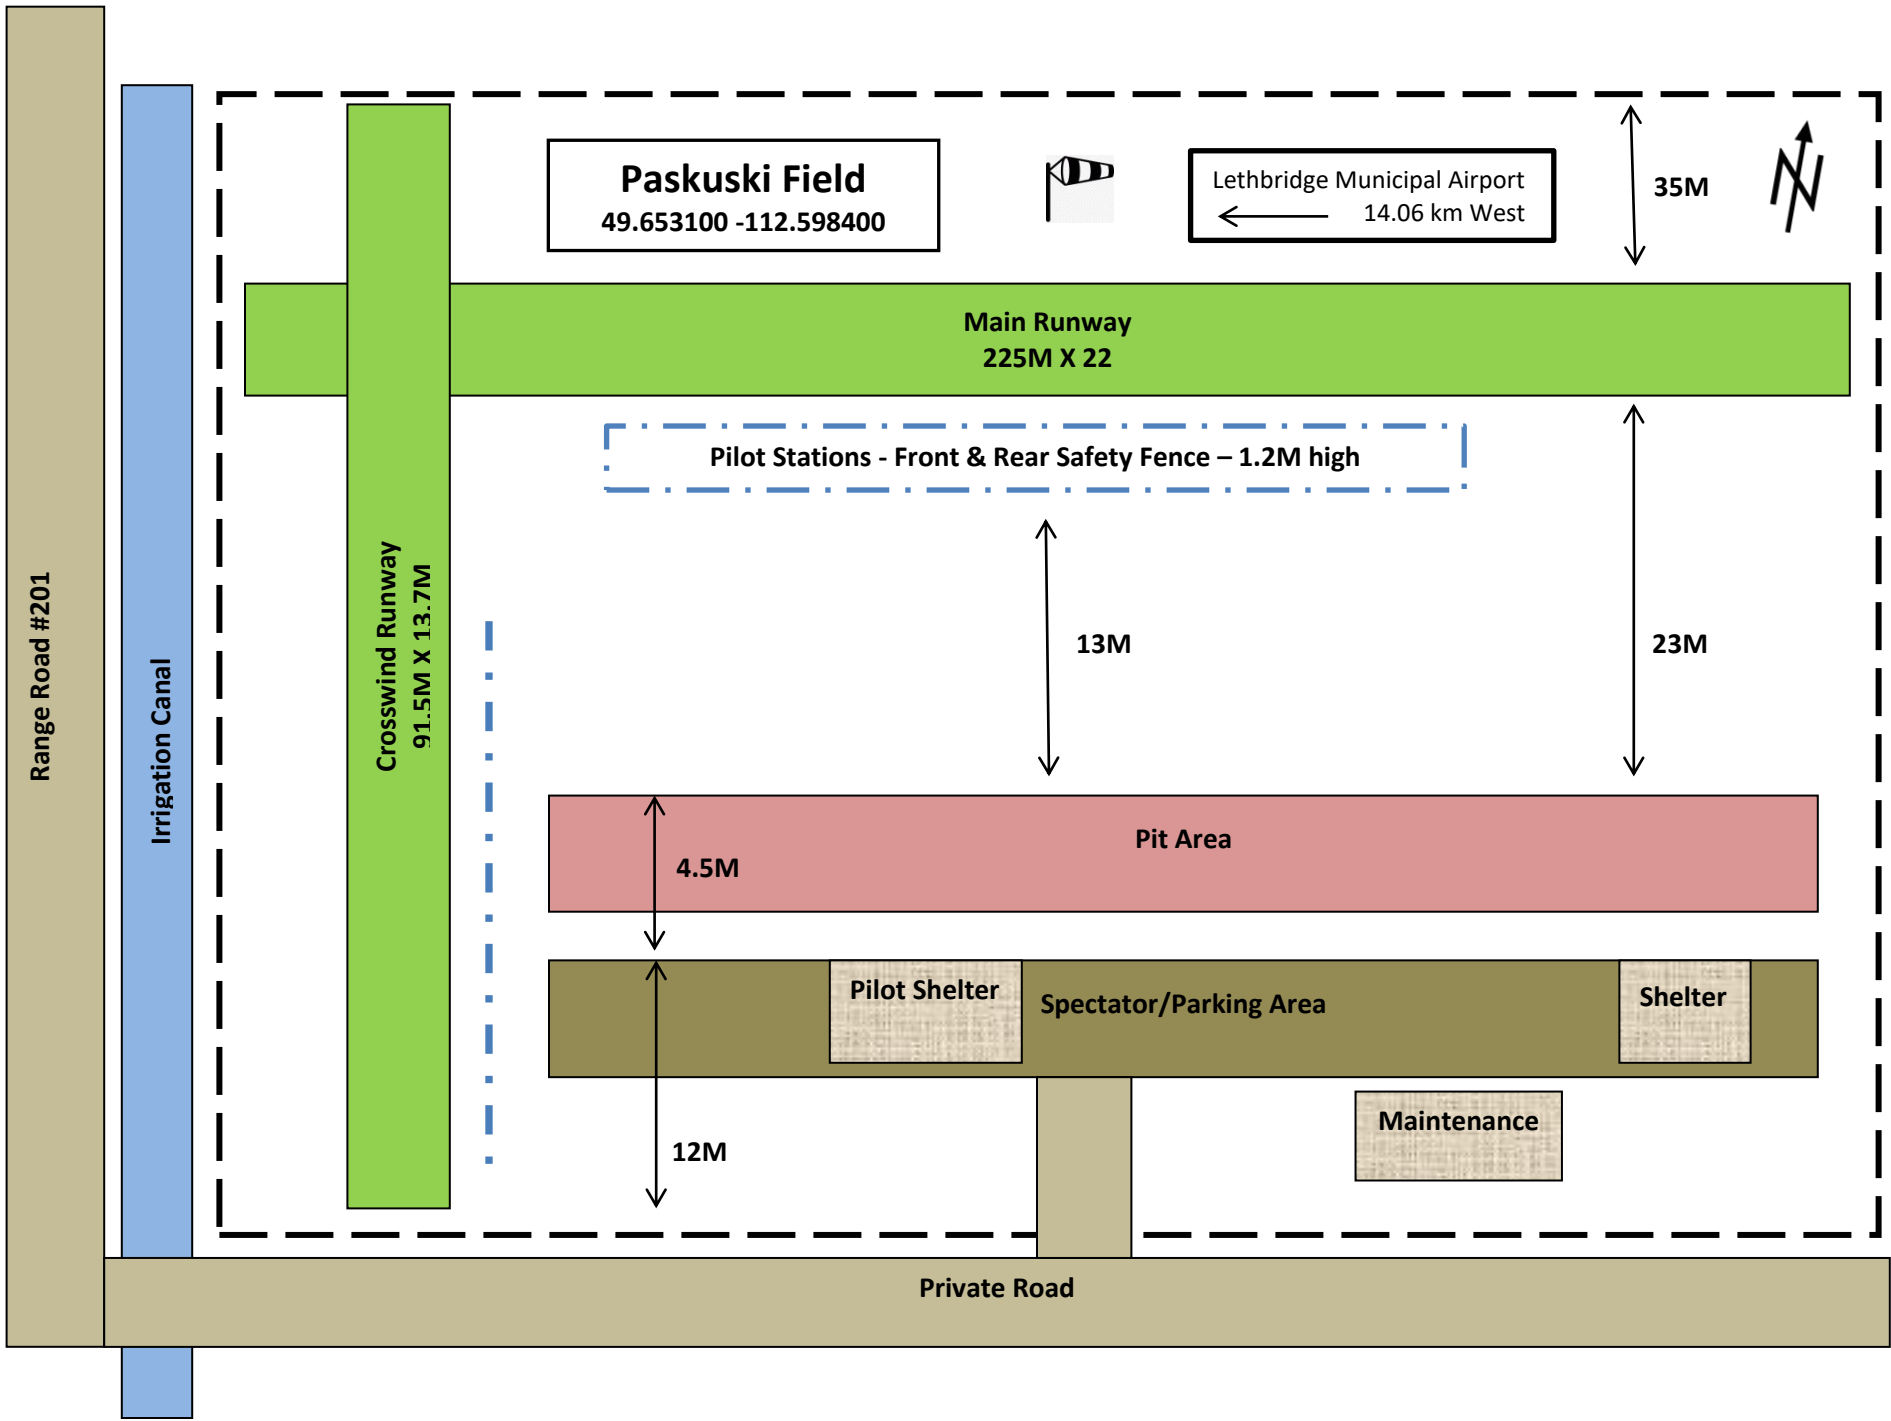 Paskuski Field
49.653100 -112.598400
Lethbridge Municipal Airport
14.06 km West
35M
N
Main Runway
225M X 22
Pilot Stations - Front & Rear Safety Fence – 1.2M high
Range Road #201
Irrigation Canal
Crosswind Runway
91.5M X 13.7M
13M
23M
Pit Area
4.5M
Pilot Shelter
Spectator/Parking Area
Shelter
Maintenance
12M
Private Road